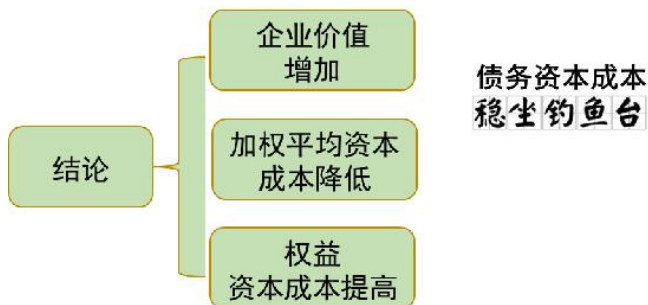 企业价值
增加
债务资本成本
稳坐钓鱼台
结论
加权平均资本
成本降低
权益
资本成本提高